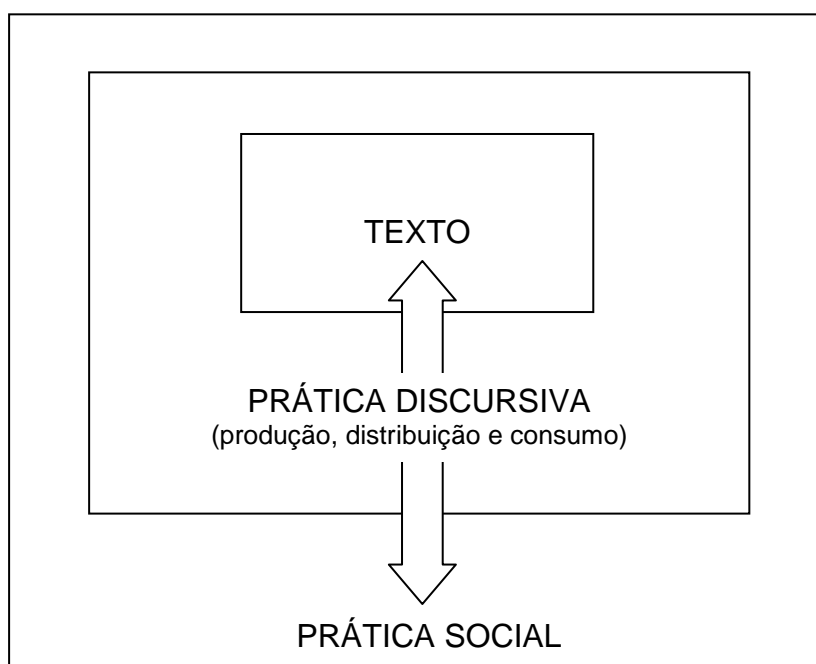 TEXTO
PRÁTICA DISCURSIVA
(produção, distribuição e consumo)
PRÁTICA SOCIAL